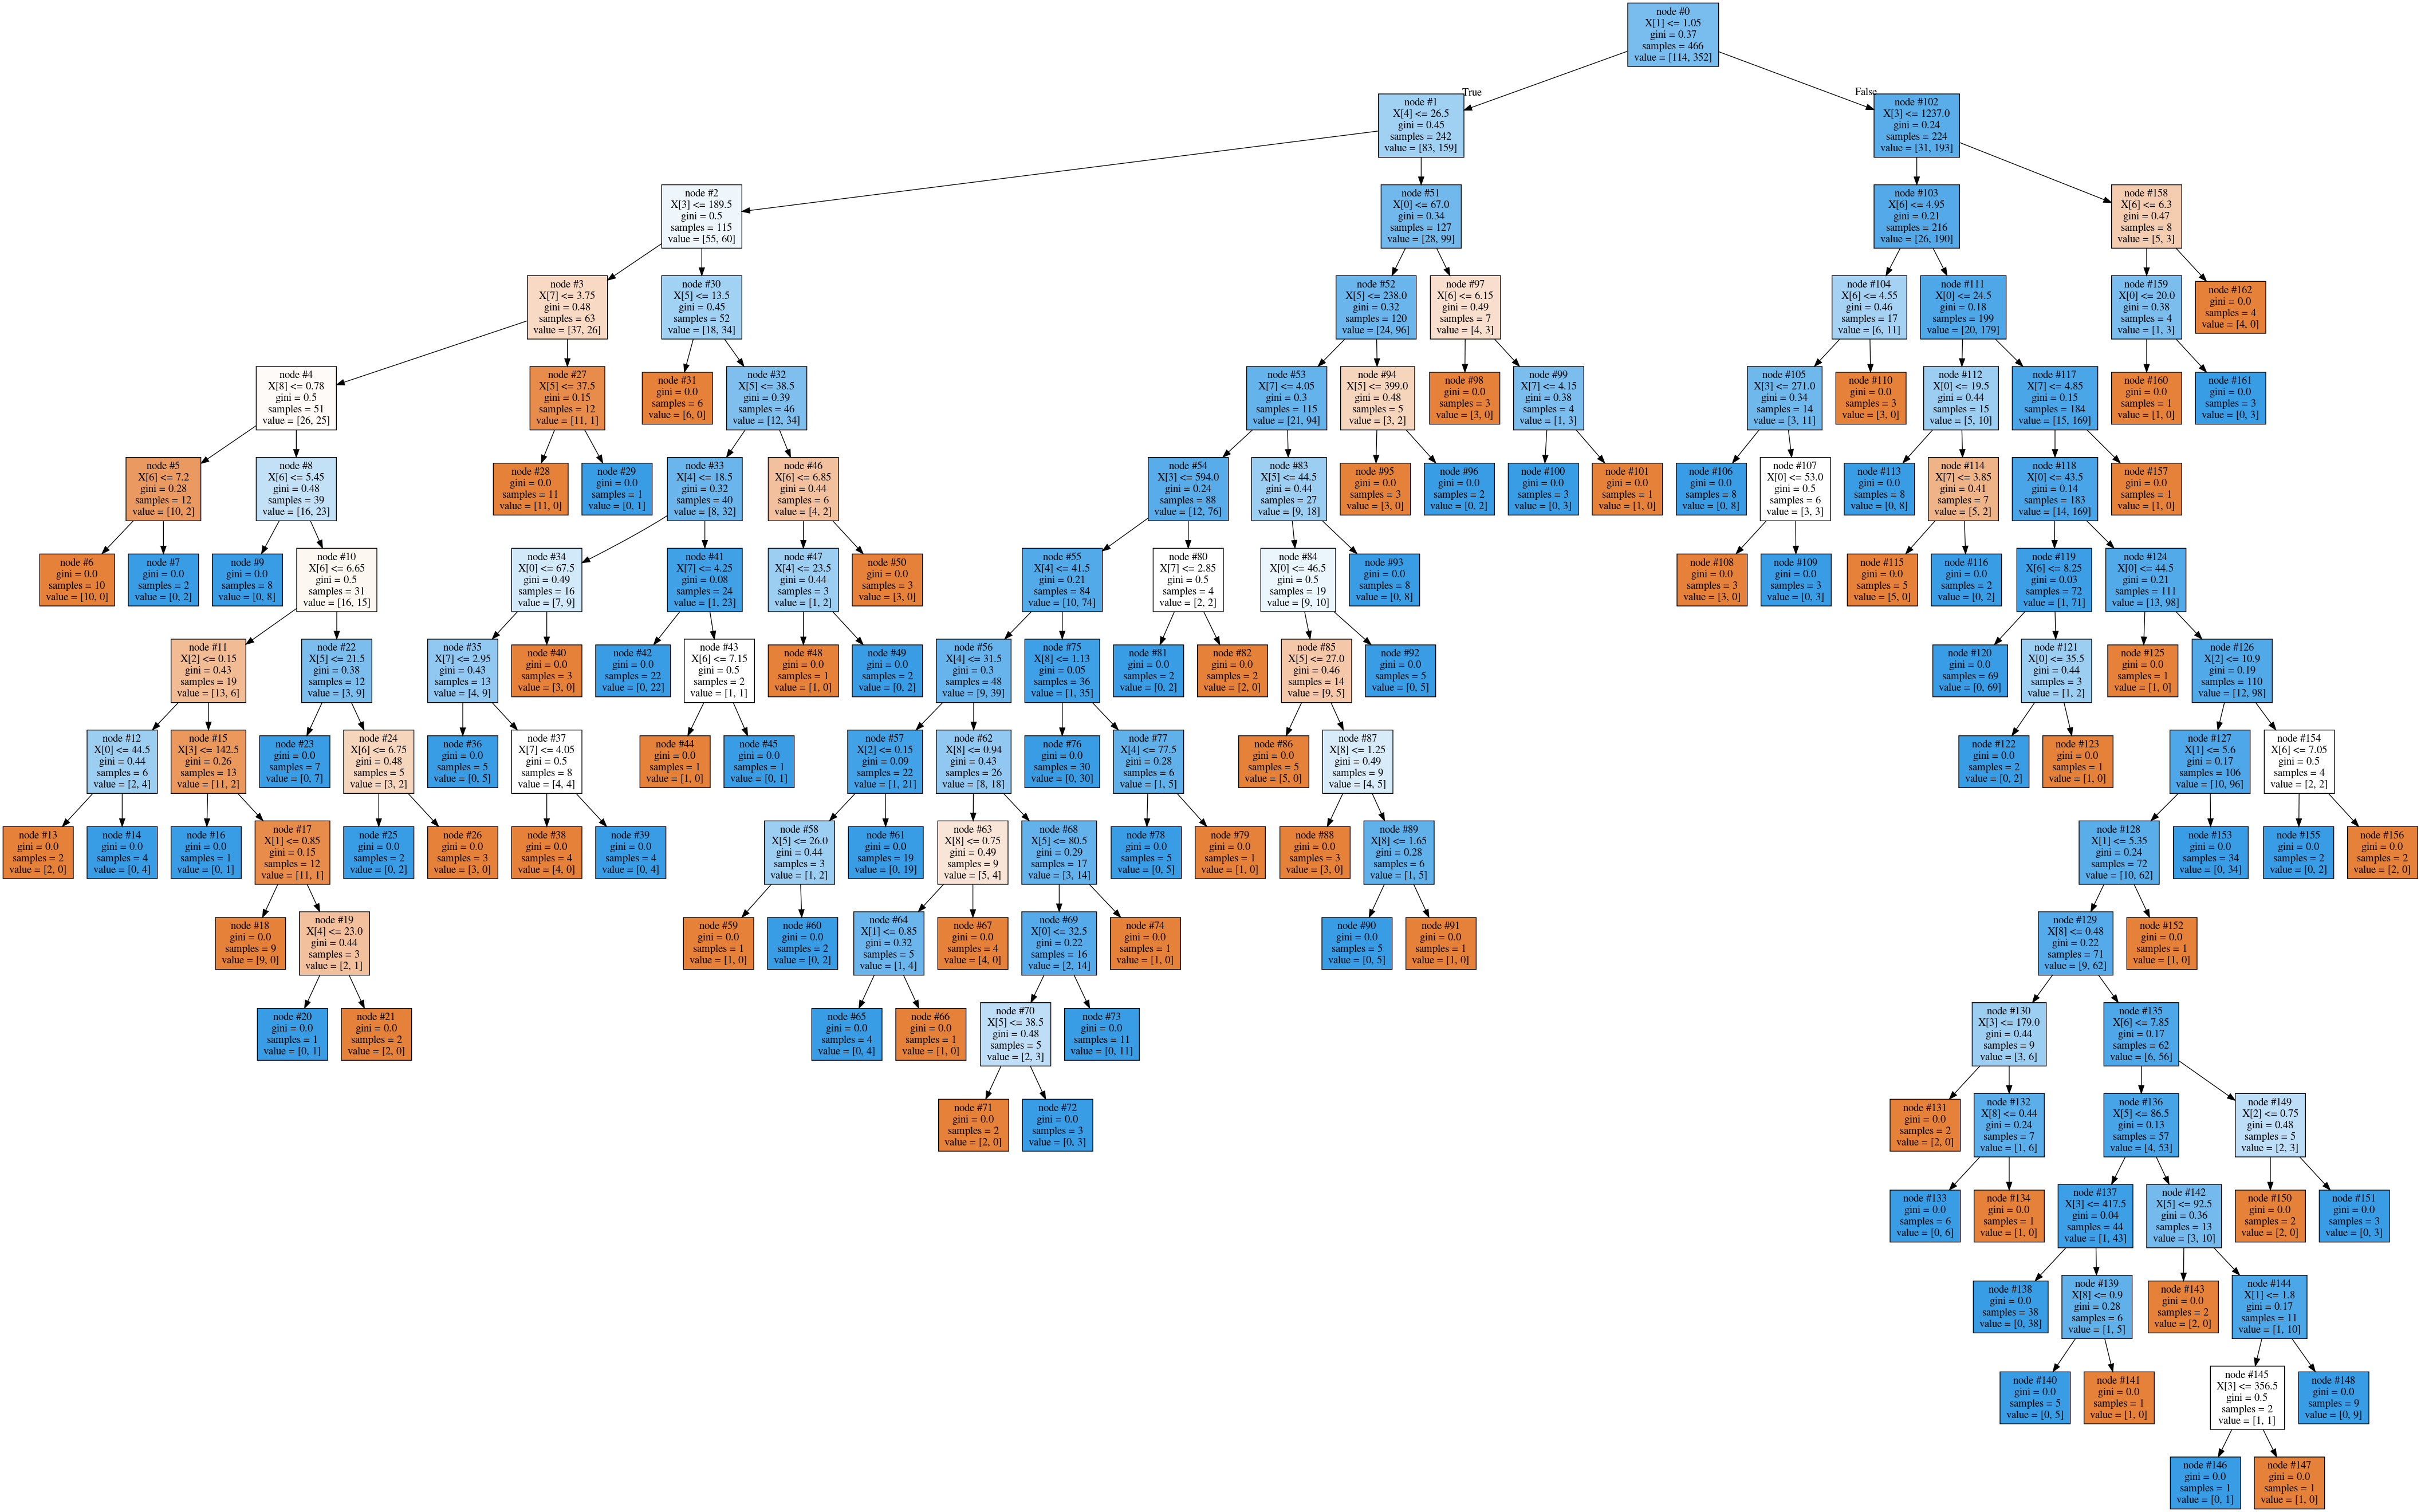 node #0
X[1] <= 1.05
gini = 0.37
samples = 466
value = [114, 352]
True
False
node #1
X[4] <= 26.5
gini = 0.45
samples = 242
value = [83, 159]
node #102
X[3] <= 1237.0
gini = 0.24
samples = 224
value = [31, 193]
node #2
X[3] <= 189.5
gini = 0.5
samples = 115
value = [55, 60]
node #51
X[0] <= 67.0
gini = 0.34
samples = 127
value = [28, 99]
node #103
X[6] <= 4.95
gini = 0.21
samples = 216
value = [26, 190]
node #158
X[6] <= 6.3
gini = 0.47
samples = 8
value = [5, 3]
node #3
X[7] <= 3.75
gini = 0.48
samples = 63
value = [37, 26]
node #30
X[5] <= 13.5
gini = 0.45
samples = 52
value = [18, 34]
node #52
X[5] <= 238.0
gini = 0.32
samples = 120
value = [24, 96]
node #97
X[6] <= 6.15
gini = 0.49
samples = 7
value = [4, 3]
node #104
X[6] <= 4.55
gini = 0.46
samples = 17
value = [6, 11]
node #111
X[0] <= 24.5
gini = 0.18
samples = 199
value = [20, 179]
node #159
X[0] <= 20.0
gini = 0.38
samples = 4
value = [1, 3]
node #162
gini = 0.0
samples = 4
value = [4, 0]
node #4
X[8] <= 0.78
gini = 0.5
samples = 51
value = [26, 25]
node #27
X[5] <= 37.5
gini = 0.15
samples = 12
value = [11, 1]
node #31
gini = 0.0
samples = 6
value = [6, 0]
node #32
X[5] <= 38.5
gini = 0.39
samples = 46
value = [12, 34]
node #53
X[7] <= 4.05
gini = 0.3
samples = 115
value = [21, 94]
node #94
X[5] <= 399.0
gini = 0.48
samples = 5
value = [3, 2]
node #98
gini = 0.0
samples = 3
value = [3, 0]
node #99
X[7] <= 4.15
gini = 0.38
samples = 4
value = [1, 3]
node #105
X[3] <= 271.0
gini = 0.34
samples = 14
value = [3, 11]
node #110
gini = 0.0
samples = 3
value = [3, 0]
node #112
X[0] <= 19.5
gini = 0.44
samples = 15
value = [5, 10]
node #117
X[7] <= 4.85
gini = 0.15
samples = 184
value = [15, 169]
node #160
gini = 0.0
samples = 1
value = [1, 0]
node #161
gini = 0.0
samples = 3
value = [0, 3]
node #5
X[6] <= 7.2
gini = 0.28
samples = 12
value = [10, 2]
node #8
X[6] <= 5.45
gini = 0.48
samples = 39
value = [16, 23]
node #28
gini = 0.0
samples = 11
value = [11, 0]
node #29
gini = 0.0
samples = 1
value = [0, 1]
node #33
X[4] <= 18.5
gini = 0.32
samples = 40
value = [8, 32]
node #46
X[6] <= 6.85
gini = 0.44
samples = 6
value = [4, 2]
node #54
X[3] <= 594.0
gini = 0.24
samples = 88
value = [12, 76]
node #83
X[5] <= 44.5
gini = 0.44
samples = 27
value = [9, 18]
node #95
gini = 0.0
samples = 3
value = [3, 0]
node #96
gini = 0.0
samples = 2
value = [0, 2]
node #100
gini = 0.0
samples = 3
value = [0, 3]
node #101
gini = 0.0
samples = 1
value = [1, 0]
node #106
gini = 0.0
samples = 8
value = [0, 8]
node #107
X[0] <= 53.0
gini = 0.5
samples = 6
value = [3, 3]
node #113
gini = 0.0
samples = 8
value = [0, 8]
node #114
X[7] <= 3.85
gini = 0.41
samples = 7
value = [5, 2]
node #118
X[0] <= 43.5
gini = 0.14
samples = 183
value = [14, 169]
node #157
gini = 0.0
samples = 1
value = [1, 0]
node #6
gini = 0.0
samples = 10
value = [10, 0]
node #7
gini = 0.0
samples = 2
value = [0, 2]
node #9
gini = 0.0
samples = 8
value = [0, 8]
node #10
X[6] <= 6.65
gini = 0.5
samples = 31
value = [16, 15]
node #34
X[0] <= 67.5
gini = 0.49
samples = 16
value = [7, 9]
node #41
X[7] <= 4.25
gini = 0.08
samples = 24
value = [1, 23]
node #47
X[4] <= 23.5
gini = 0.44
samples = 3
value = [1, 2]
node #50
gini = 0.0
samples = 3
value = [3, 0]
node #55
X[4] <= 41.5
gini = 0.21
samples = 84
value = [10, 74]
node #80
X[7] <= 2.85
gini = 0.5
samples = 4
value = [2, 2]
node #84
X[0] <= 46.5
gini = 0.5
samples = 19
value = [9, 10]
node #93
gini = 0.0
samples = 8
value = [0, 8]
node #108
gini = 0.0
samples = 3
value = [3, 0]
node #109
gini = 0.0
samples = 3
value = [0, 3]
node #115
gini = 0.0
samples = 5
value = [5, 0]
node #116
gini = 0.0
samples = 2
value = [0, 2]
node #119
X[6] <= 8.25
gini = 0.03
samples = 72
value = [1, 71]
node #124
X[0] <= 44.5
gini = 0.21
samples = 111
value = [13, 98]
node #11
X[2] <= 0.15
gini = 0.43
samples = 19
value = [13, 6]
node #22
X[5] <= 21.5
gini = 0.38
samples = 12
value = [3, 9]
node #35
X[7] <= 2.95
gini = 0.43
samples = 13
value = [4, 9]
node #40
gini = 0.0
samples = 3
value = [3, 0]
node #42
gini = 0.0
samples = 22
value = [0, 22]
node #43
X[6] <= 7.15
gini = 0.5
samples = 2
value = [1, 1]
node #48
gini = 0.0
samples = 1
value = [1, 0]
node #49
gini = 0.0
samples = 2
value = [0, 2]
node #56
X[4] <= 31.5
gini = 0.3
samples = 48
value = [9, 39]
node #75
X[8] <= 1.13
gini = 0.05
samples = 36
value = [1, 35]
node #81
gini = 0.0
samples = 2
value = [0, 2]
node #82
gini = 0.0
samples = 2
value = [2, 0]
node #85
X[5] <= 27.0
gini = 0.46
samples = 14
value = [9, 5]
node #92
gini = 0.0
samples = 5
value = [0, 5]
node #120
gini = 0.0
samples = 69
value = [0, 69]
node #121
X[0] <= 35.5
gini = 0.44
samples = 3
value = [1, 2]
node #125
gini = 0.0
samples = 1
value = [1, 0]
node #126
X[2] <= 10.9
gini = 0.19
samples = 110
value = [12, 98]
node #12
X[0] <= 44.5
gini = 0.44
samples = 6
value = [2, 4]
node #15
X[3] <= 142.5
gini = 0.26
samples = 13
value = [11, 2]
node #23
gini = 0.0
samples = 7
value = [0, 7]
node #24
X[6] <= 6.75
gini = 0.48
samples = 5
value = [3, 2]
node #36
gini = 0.0
samples = 5
value = [0, 5]
node #37
X[7] <= 4.05
gini = 0.5
samples = 8
value = [4, 4]
node #44
gini = 0.0
samples = 1
value = [1, 0]
node #45
gini = 0.0
samples = 1
value = [0, 1]
node #57
X[2] <= 0.15
gini = 0.09
samples = 22
value = [1, 21]
node #62
X[8] <= 0.94
gini = 0.43
samples = 26
value = [8, 18]
node #76
gini = 0.0
samples = 30
value = [0, 30]
node #77
X[4] <= 77.5
gini = 0.28
samples = 6
value = [1, 5]
node #86
gini = 0.0
samples = 5
value = [5, 0]
node #87
X[8] <= 1.25
gini = 0.49
samples = 9
value = [4, 5]
node #122
gini = 0.0
samples = 2
value = [0, 2]
node #123
gini = 0.0
samples = 1
value = [1, 0]
node #127
X[1] <= 5.6
gini = 0.17
samples = 106
value = [10, 96]
node #154
X[6] <= 7.05
gini = 0.5
samples = 4
value = [2, 2]
node #13
gini = 0.0
samples = 2
value = [2, 0]
node #14
gini = 0.0
samples = 4
value = [0, 4]
node #16
gini = 0.0
samples = 1
value = [0, 1]
node #17
X[1] <= 0.85
gini = 0.15
samples = 12
value = [11, 1]
node #25
gini = 0.0
samples = 2
value = [0, 2]
node #26
gini = 0.0
samples = 3
value = [3, 0]
node #38
gini = 0.0
samples = 4
value = [4, 0]
node #39
gini = 0.0
samples = 4
value = [0, 4]
node #58
X[5] <= 26.0
gini = 0.44
samples = 3
value = [1, 2]
node #61
gini = 0.0
samples = 19
value = [0, 19]
node #63
X[8] <= 0.75
gini = 0.49
samples = 9
value = [5, 4]
node #68
X[5] <= 80.5
gini = 0.29
samples = 17
value = [3, 14]
node #78
gini = 0.0
samples = 5
value = [0, 5]
node #79
gini = 0.0
samples = 1
value = [1, 0]
node #88
gini = 0.0
samples = 3
value = [3, 0]
node #89
X[8] <= 1.65
gini = 0.28
samples = 6
value = [1, 5]
node #128
X[1] <= 5.35
gini = 0.24
samples = 72
value = [10, 62]
node #153
gini = 0.0
samples = 34
value = [0, 34]
node #155
gini = 0.0
samples = 2
value = [0, 2]
node #156
gini = 0.0
samples = 2
value = [2, 0]
node #18
gini = 0.0
samples = 9
value = [9, 0]
node #19
X[4] <= 23.0
gini = 0.44
samples = 3
value = [2, 1]
node #59
gini = 0.0
samples = 1
value = [1, 0]
node #60
gini = 0.0
samples = 2
value = [0, 2]
node #64
X[1] <= 0.85
gini = 0.32
samples = 5
value = [1, 4]
node #67
gini = 0.0
samples = 4
value = [4, 0]
node #69
X[0] <= 32.5
gini = 0.22
samples = 16
value = [2, 14]
node #74
gini = 0.0
samples = 1
value = [1, 0]
node #90
gini = 0.0
samples = 5
value = [0, 5]
node #91
gini = 0.0
samples = 1
value = [1, 0]
node #129
X[8] <= 0.48
gini = 0.22
samples = 71
value = [9, 62]
node #152
gini = 0.0
samples = 1
value = [1, 0]
node #20
gini = 0.0
samples = 1
value = [0, 1]
node #21
gini = 0.0
samples = 2
value = [2, 0]
node #65
gini = 0.0
samples = 4
value = [0, 4]
node #66
gini = 0.0
samples = 1
value = [1, 0]
node #70
X[5] <= 38.5
gini = 0.48
samples = 5
value = [2, 3]
node #73
gini = 0.0
samples = 11
value = [0, 11]
node #130
X[3] <= 179.0
gini = 0.44
samples = 9
value = [3, 6]
node #135
X[6] <= 7.85
gini = 0.17
samples = 62
value = [6, 56]
node #71
gini = 0.0
samples = 2
value = [2, 0]
node #72
gini = 0.0
samples = 3
value = [0, 3]
node #131
gini = 0.0
samples = 2
value = [2, 0]
node #132
X[8] <= 0.44
gini = 0.24
samples = 7
value = [1, 6]
node #136
X[5] <= 86.5
gini = 0.13
samples = 57
value = [4, 53]
node #149
X[2] <= 0.75
gini = 0.48
samples = 5
value = [2, 3]
node #133
gini = 0.0
samples = 6
value = [0, 6]
node #134
gini = 0.0
samples = 1
value = [1, 0]
node #137
X[3] <= 417.5
gini = 0.04
samples = 44
value = [1, 43]
node #142
X[5] <= 92.5
gini = 0.36
samples = 13
value = [3, 10]
node #150
gini = 0.0
samples = 2
value = [2, 0]
node #151
gini = 0.0
samples = 3
value = [0, 3]
node #138
gini = 0.0
samples = 38
value = [0, 38]
node #139
X[8] <= 0.9
gini = 0.28
samples = 6
value = [1, 5]
node #143
gini = 0.0
samples = 2
value = [2, 0]
node #144
X[1] <= 1.8
gini = 0.17
samples = 11
value = [1, 10]
node #140
gini = 0.0
samples = 5
value = [0, 5]
node #141
gini = 0.0
samples = 1
value = [1, 0]
node #145
X[3] <= 356.5
gini = 0.5
samples = 2
value = [1, 1]
node #148
gini = 0.0
samples = 9
value = [0, 9]
node #146
gini = 0.0
samples = 1
value = [0, 1]
node #147
gini = 0.0
samples = 1
value = [1, 0]